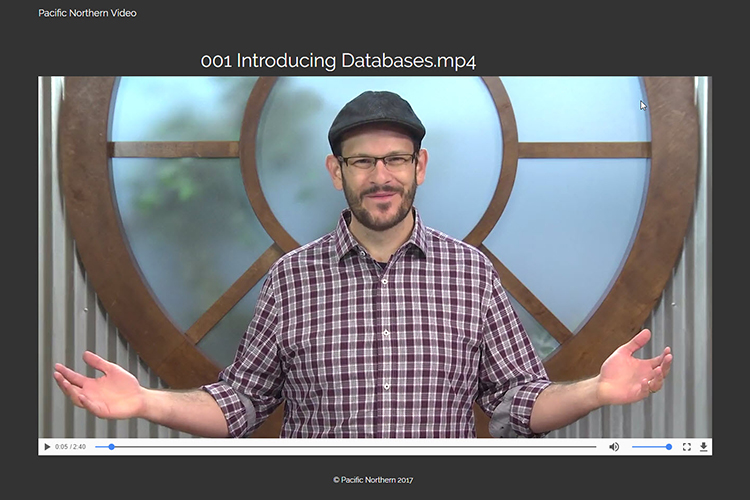 Pacific Northern Video
001 Introducing Databases.mp4
0:05 / 2:40
© Pacific Northern 2017